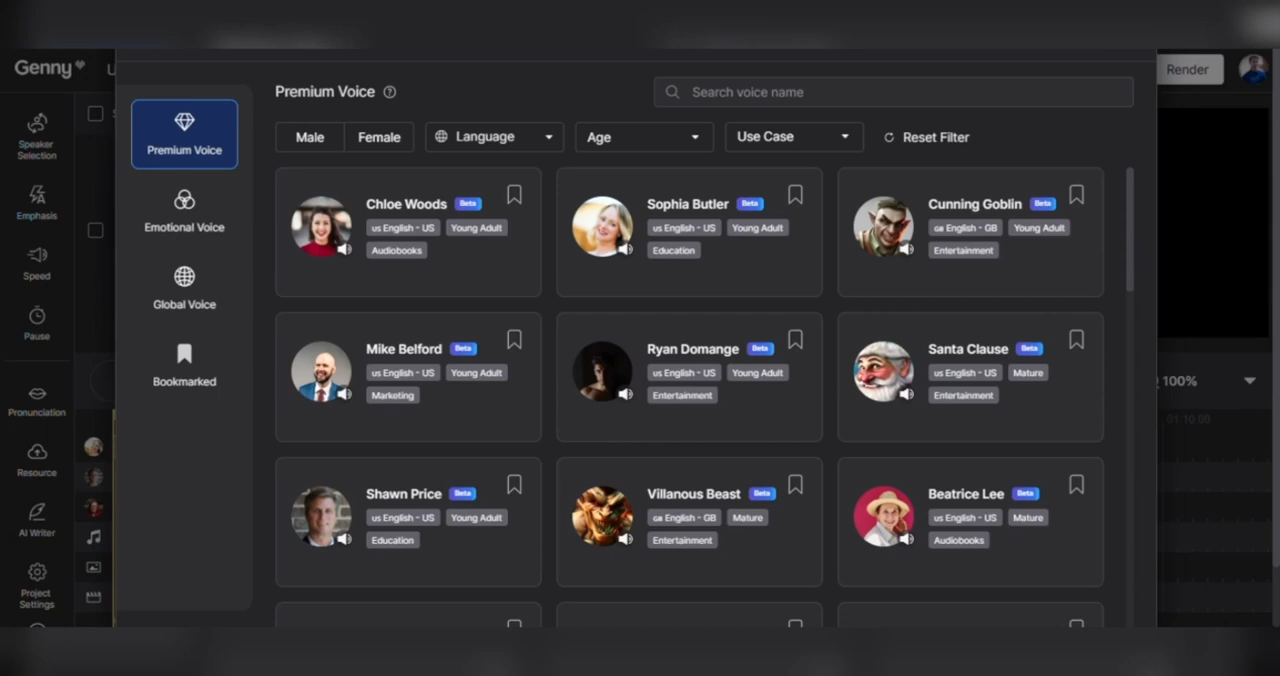 Genny
U
Render
Speaker
Selection
Emphasis
Speed
Pause
Pronunciation
Resource
AI Writer
Project
Settings
Premium Voice
Emotional Voice
Global Voice
Bookmarked
Premium Voice ?
Search voice name
Male Female Language Age Use Case Reset Filter
Chloe Woods Beta
us English - US Young Adult
Audiobooks
Sophia Butler Beta
us English - US Young Adult
Education
Cunning Goblin Beta
GB English - GB Young Adult
Entertainment
Mike Belford Beta
us English - US Young Adult
Marketing
Ryan Domange Beta
us English - US Young Adult
Entertainment
Santa Clause Beta
us English - US Mature
Entertainment
Shawn Price Beta
us English - US Young Adult
Education
Villanous Beast Beta
GB English - GB Mature
Entertainment
Beatrice Lee Beta
us English - US Mature
Audiobooks
100%
01:10:00